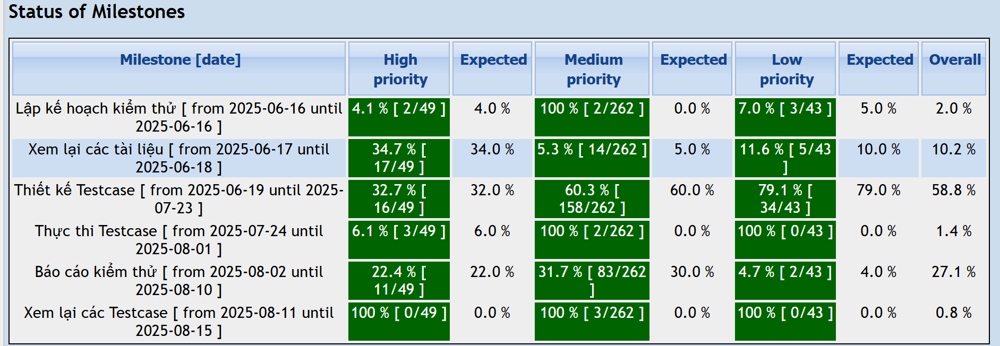 Status of Milestones
Milestone [date] High priority Expected Medium priority Expected Low priority Expected Overall
Lập kế hoạch kiểm thử [ from 2025-06-16 until 2025-06-16 ] 4.1 % [ 2/49 ] 4.0 % 100 % [ 2/262 ] 0.0 % 7.0 % [ 3/43 ] 5.0 % 2.0 %
Xem lại các tài liệu [ from 2025-06-17 until 2025-06-18 ] 34.7 % [ 17/49 ] 34.0 % 5.3 % [ 14/262 ] 5.0 % 11.6 % [ 5/43 ] 10.0 % 10.2 %
Thiết kế Testcase [ from 2025-06-19 until 2025-07-23 ] 32.7 % [ 16/49 ] 32.0 % 60.3 % [ 158/262 ] 60.0 % 79.1 % [ 34/43 ] 79.0 % 58.8 %
Thực thi Testcase [ from 2025-07-24 until 2025-08-01 ] 6.1 % [ 3/49 ] 6.0 % 100 % [ 2/262 ] 0.0 % 100 % [ 0/43 ] 0.0 % 1.4 %
Báo cáo kiểm thử [ from 2025-08-02 until 2025-08-10 ] 22.4 % [ 11/49 ] 22.0 % 31.7 % [ 83/262 ] 30.0 % 4.7 % [ 2/43 ] 4.0 % 27.1 %
Xem lại các Testcase [ from 2025-08-11 until 2025-08-15 ] 100 % [ 0/49 ] 0.0 % 100 % [ 3/262 ] 0.0 % 100 % [ 0/43 ] 0.0 % 0.8 %